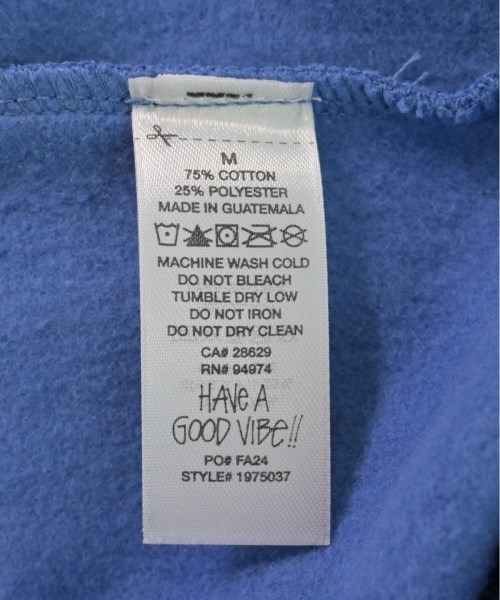 M
75% COTTON
25% POLYESTER
MADE IN GUATEMALA
MACHINE WASH COLD
DO NOT BLEACH
TUMBLE DRY LOW
DO NOT IRON
DO NOT DRY CLEAN
CA# 28629
RN# 94974
HAVE A
GOOD VIBE!!
PO# FA24
STYLE# 1975037